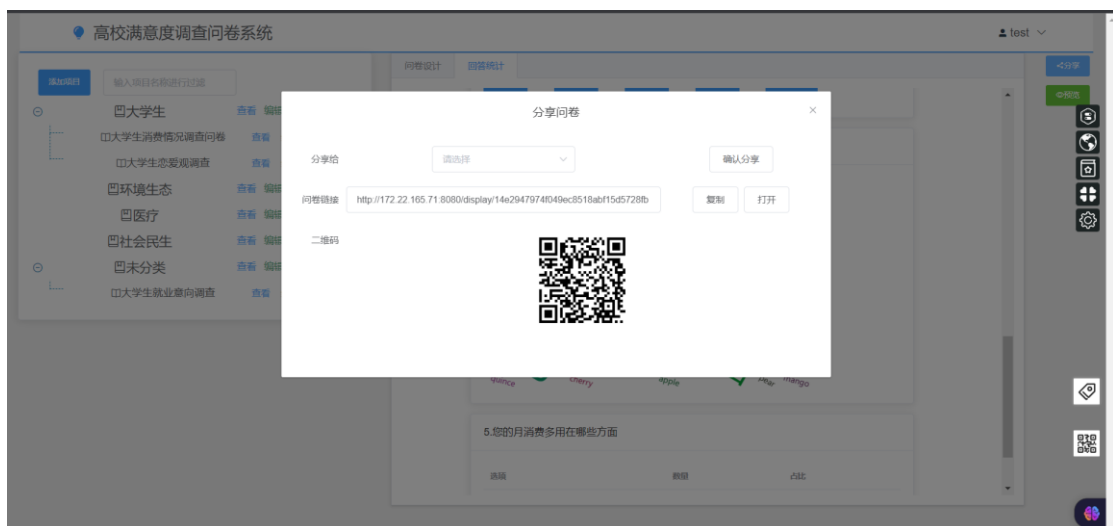 高校满意度调查问卷系统
test
添加项目
输入项目名称进行过滤
大学生 查看 编辑
大学生消费情况调查问卷 查看
大学生恋爱观调查 查看
环境生态 查看 编辑
医疗 查看 编辑
社会民生 查看 编辑
未分类 查看 编辑
大学生就业意向调查 查看
问卷设计 回答统计
分享
预览
分享问卷
分享给 请选择 确认分享
问卷链接 http://172.22.165.71:8080/display/14e2947974f049ec8518abf15d5728fb 复制 打开
二维码
quince cherry apple pear mango
5.您的月消费多用在哪些方面
选项 数量 占比